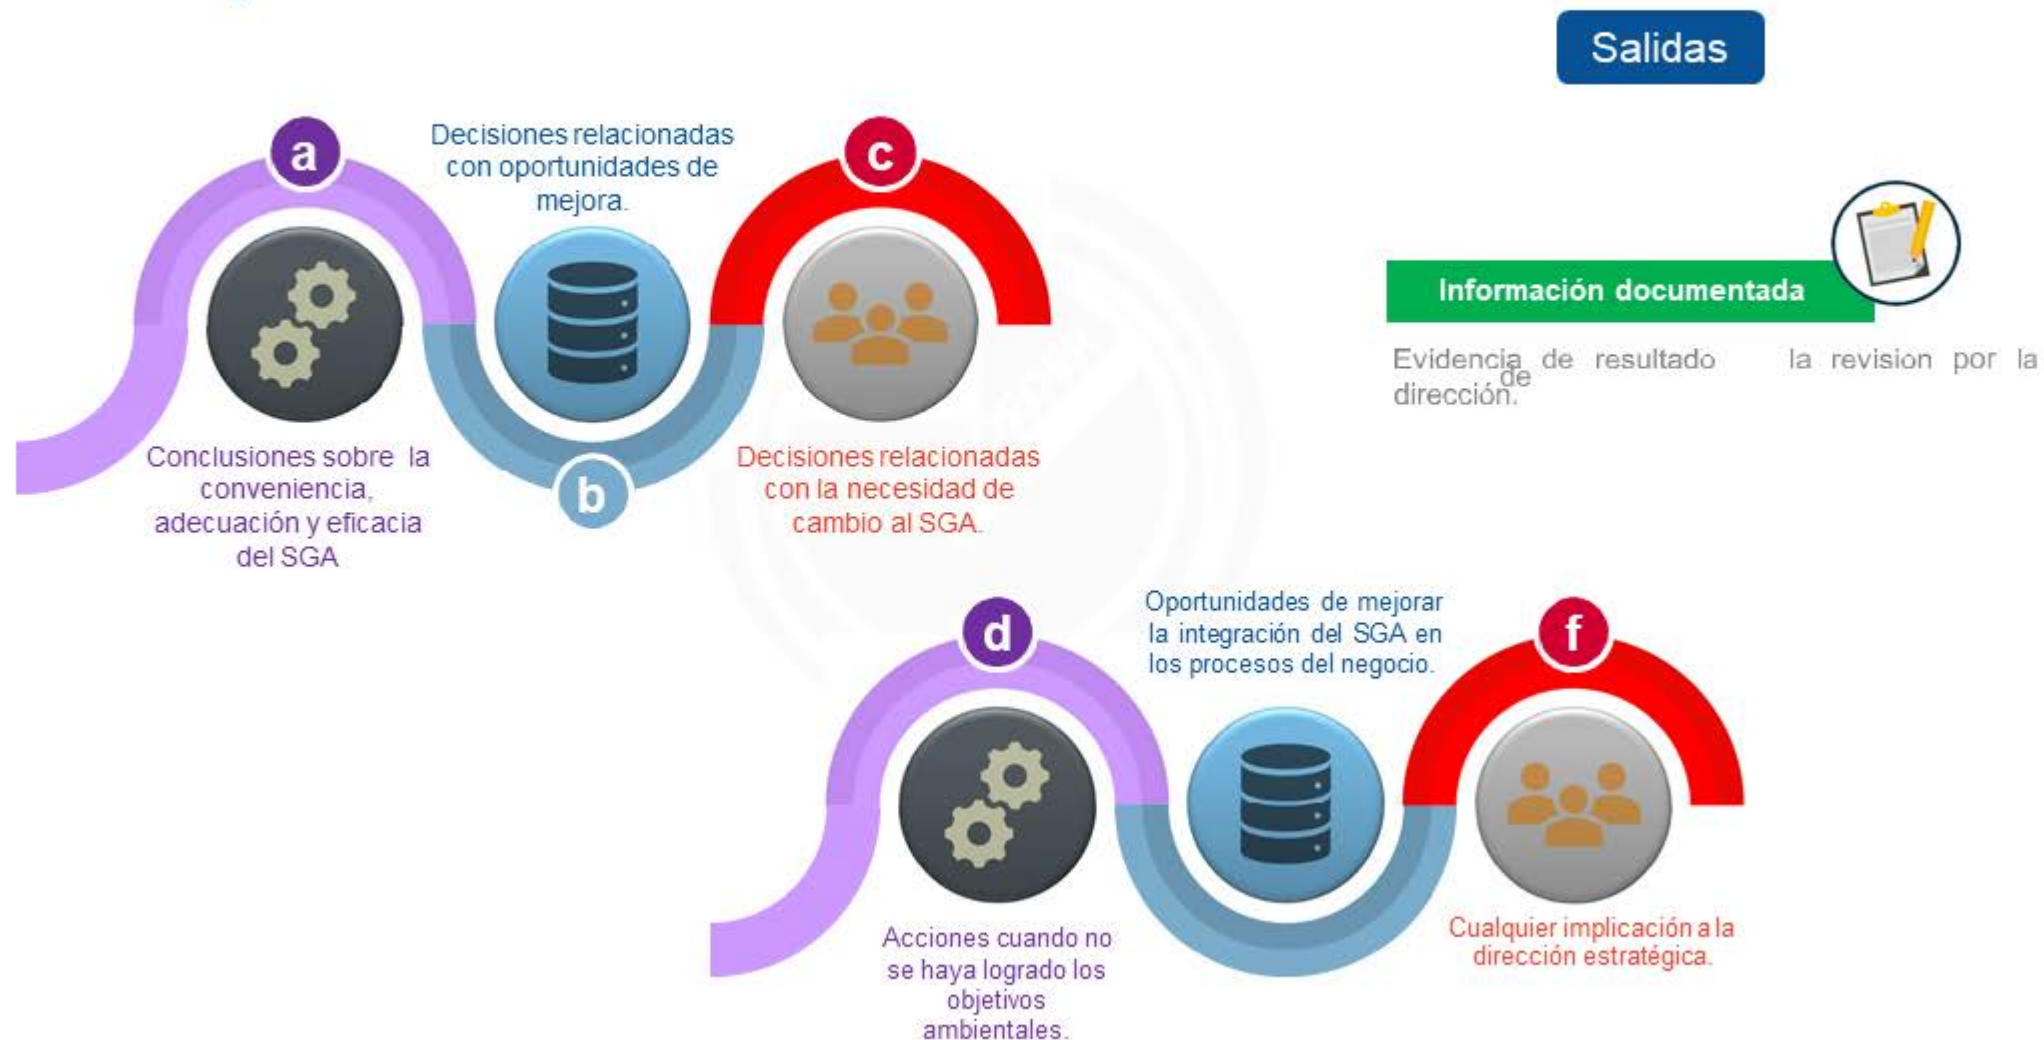 Salidas
a
Decisiones relacionadas
con oportunidades de
mejora.
c
Conclusiones sobre la
conveniencia,
adecuación y eficacia
del SGA
b
Decisiones relacionadas
con la necesidad de
cambio al SGA.
Información documentada
Evidencia de resultado la revision por la
de
dirección.
d
Oportunidades de mejorar
la integración del SGA en
los procesos del negocio.
f
Acciones cuando no
se haya logrado los
objetivos
ambientales.
Cualquier implicación a la
dirección estratégica.